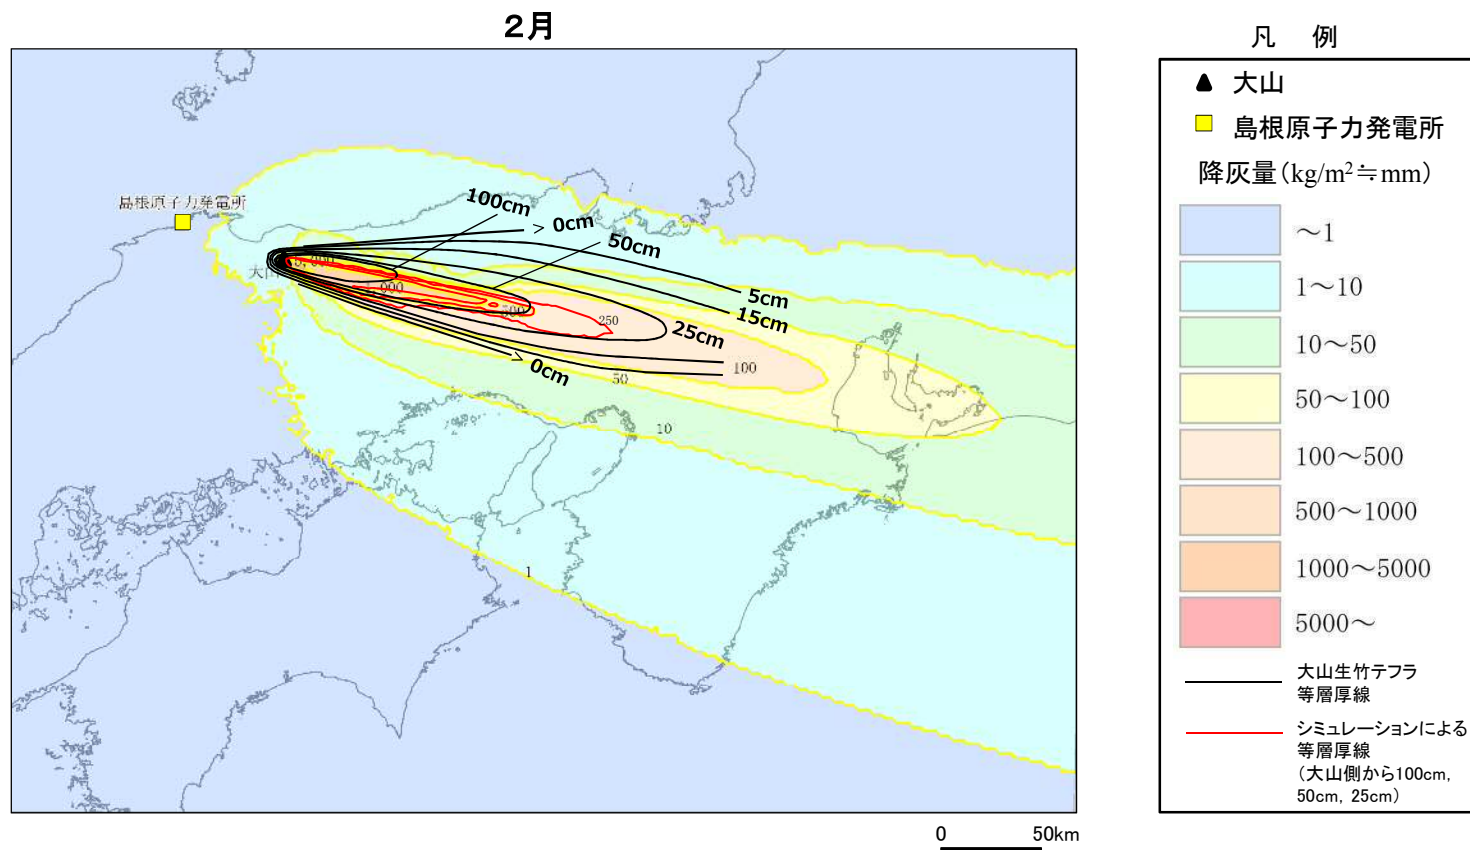 2月
凡 例
大山
島根原子力発電所
降灰量(kg/m²≒mm)
~1
1~10
10~50
50~100
100~500
500~1000
1000~5000
5000~
大山生竹テフラ
等層厚線
シミュレーションによる
等層厚線
(大山側から100cm,
50cm, 25cm)
島根原子力発電所
100cm
> 0cm
50cm
5cm
15cm
25cm
> 0cm
大山
500
250
100
50
10
1
0 50km